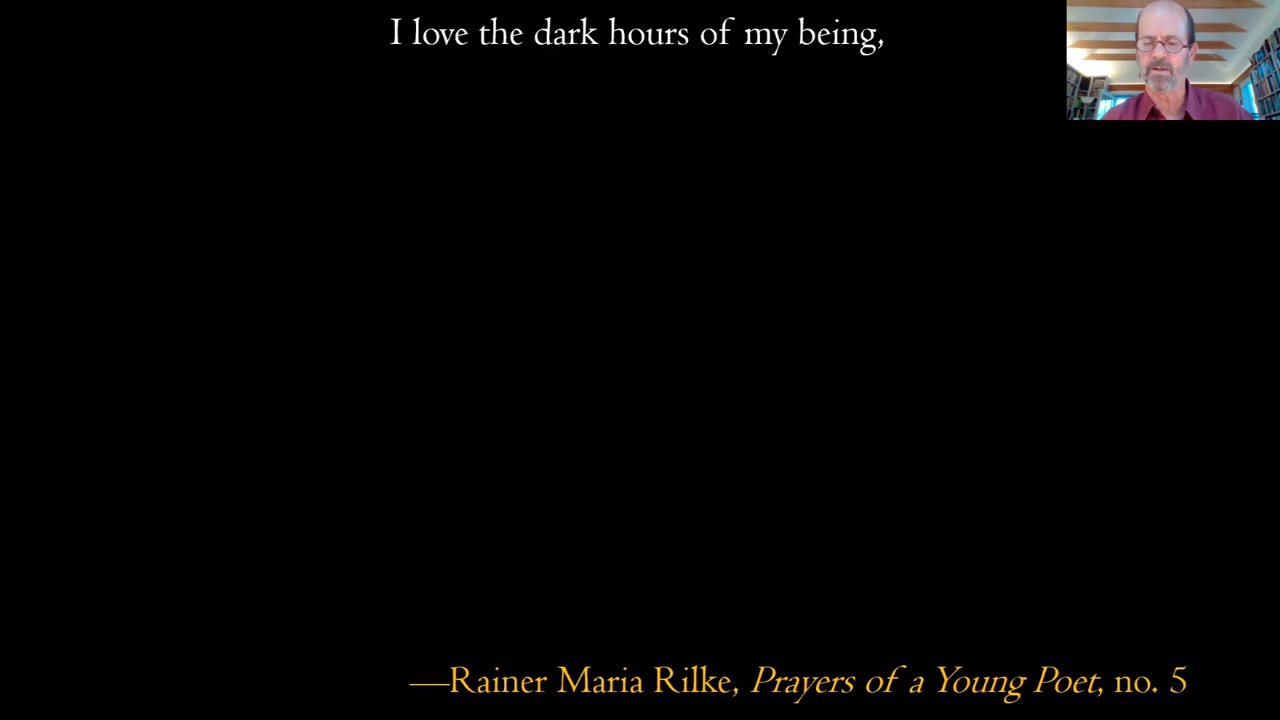 I love the dark hours of my being,
—Rainer Maria Rilke, Prayers of a Young Poet, no. 5